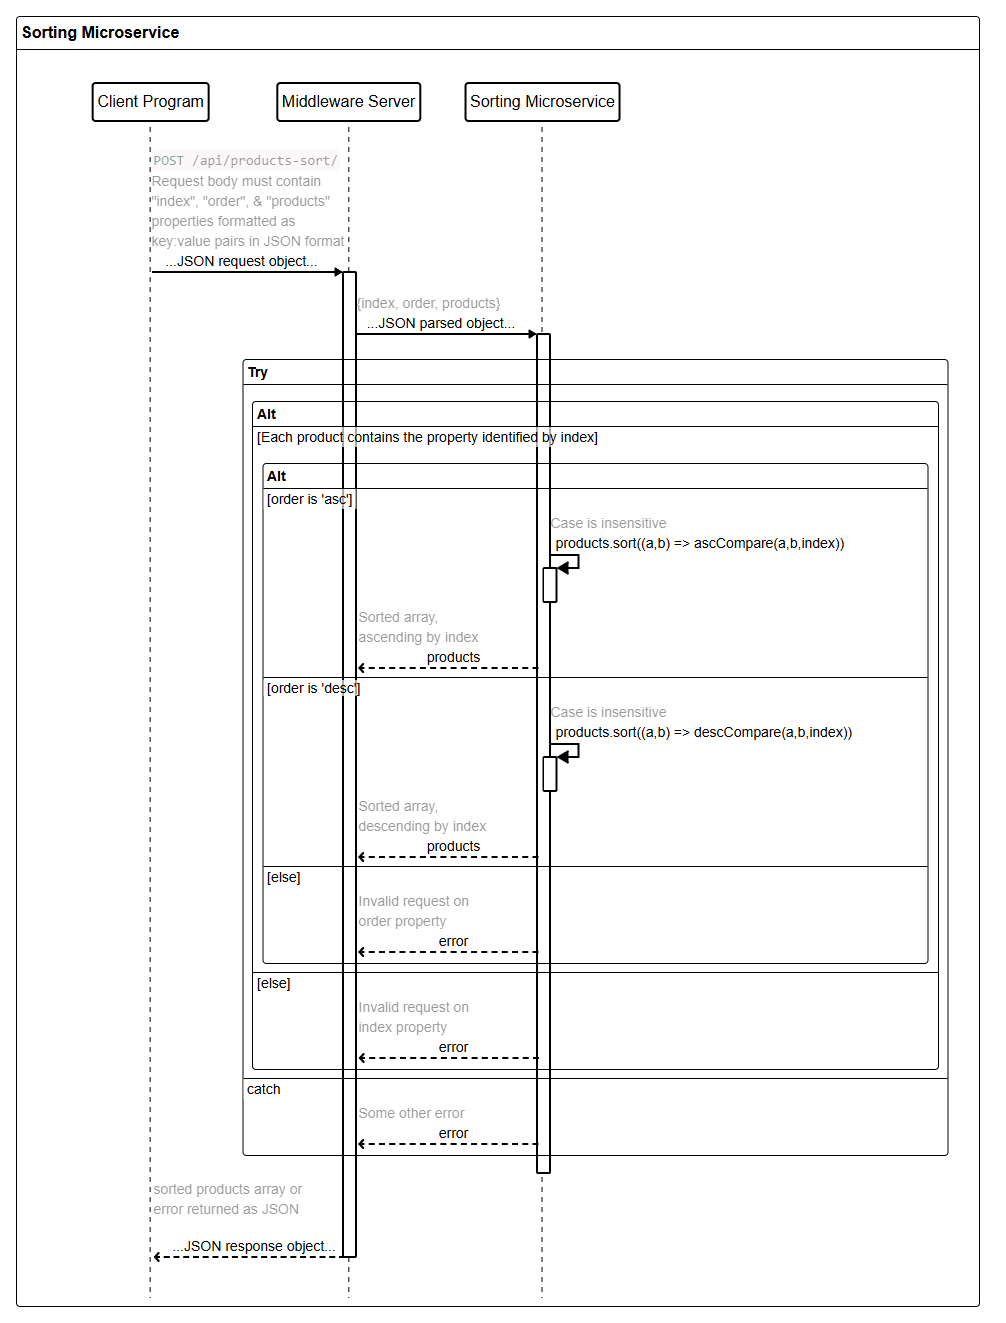 Sorting Microservice
Client Program
Middleware Server
Sorting Microservice
POST /api/products-sort/
Request body must contain
"index", "order", & "products"
properties formatted as
key:value pairs in JSON format
...JSON request object...
{index, order, products}
...JSON parsed object...
Try
Alt
[Each product contains the property identified by index]
Alt
[order is 'asc']
Case is insensitive
products.sort((a,b) => ascCompare(a,b,index))
Sorted array,
ascending by index
products
[order is 'desc']
Case is insensitive
products.sort((a,b) => descCompare(a,b,index))
Sorted array,
descending by index
products
[else]
Invalid request on
order property
error
[else]
Invalid request on
index property
error
catch
Some other error
error
sorted products array or
error returned as JSON
...JSON response object...